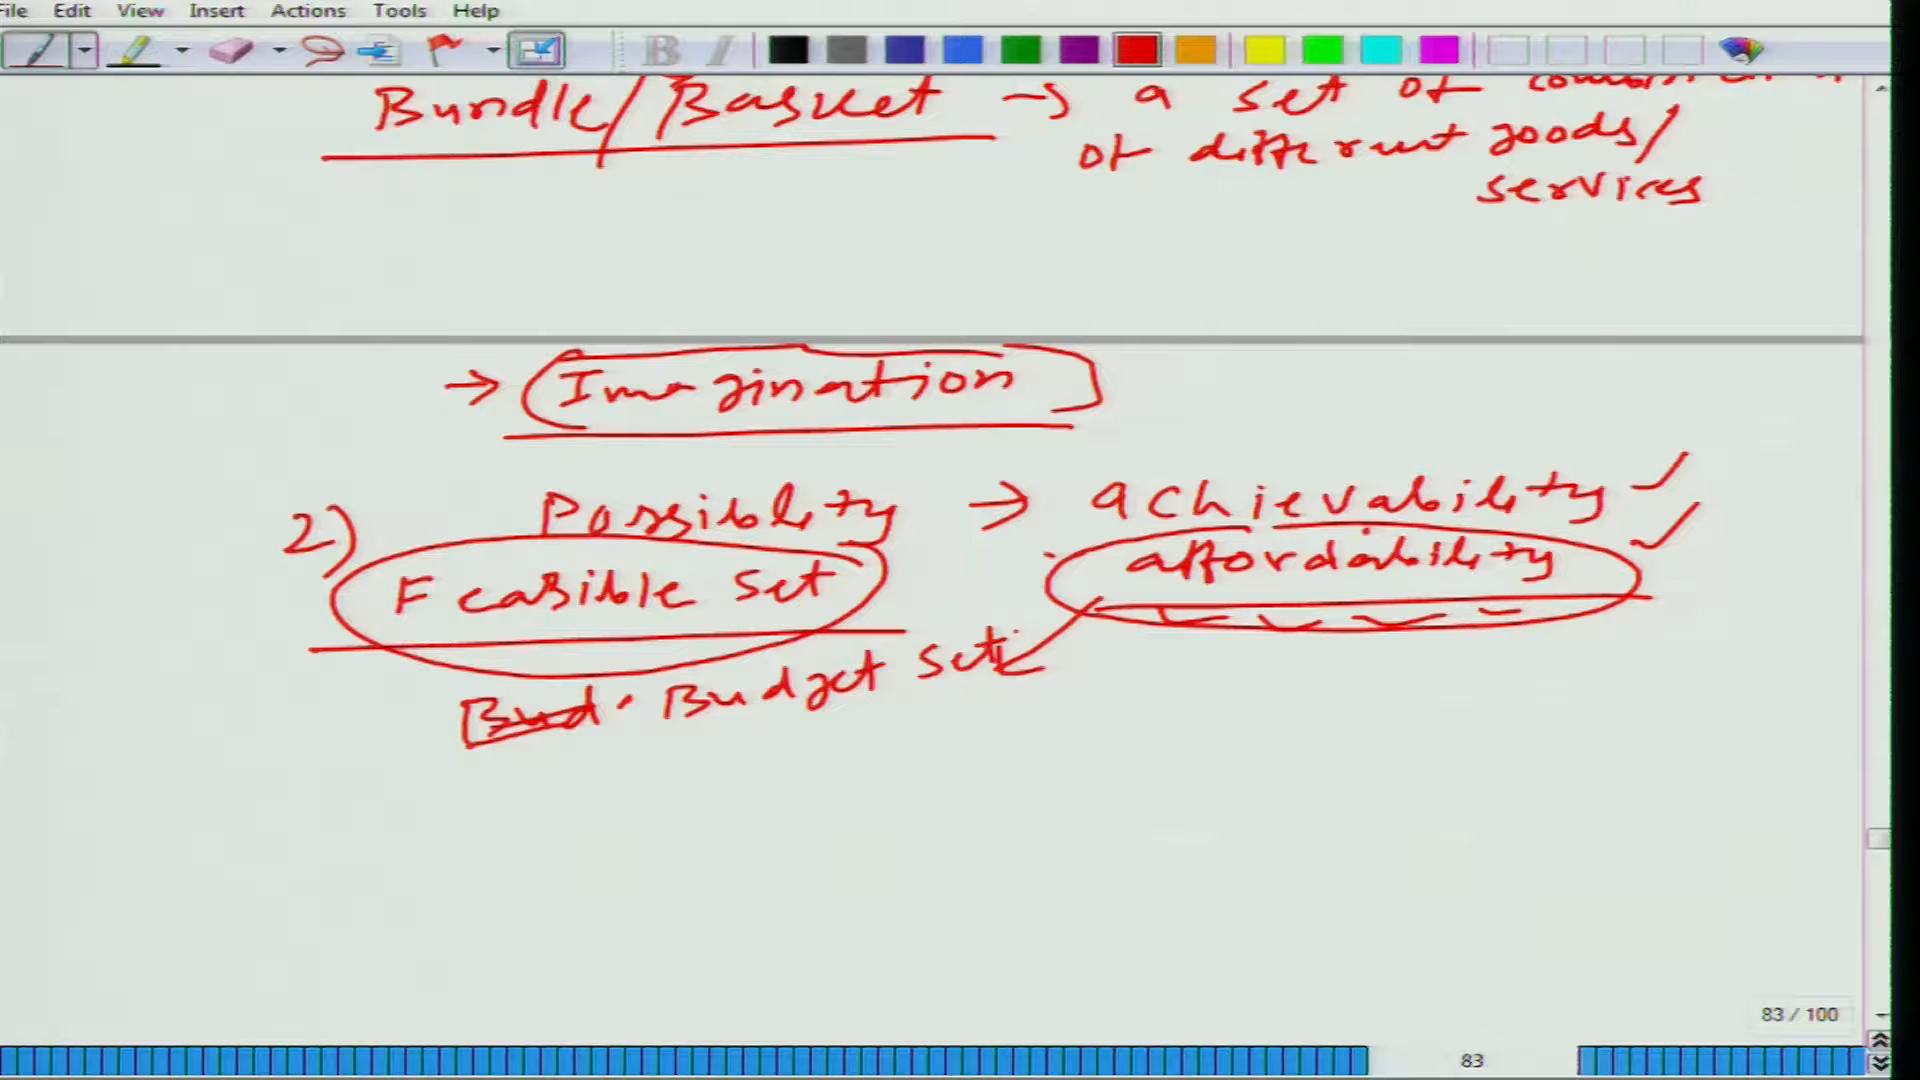 File Edit View Insert Actions Tools Help
B I
Bundle/Basket → a set of
of different goods/
services
→ Imagination
2) Possiblity → achievability ✓
Feasible set affordability ✓
Bud. Budget set
83 / 100
83